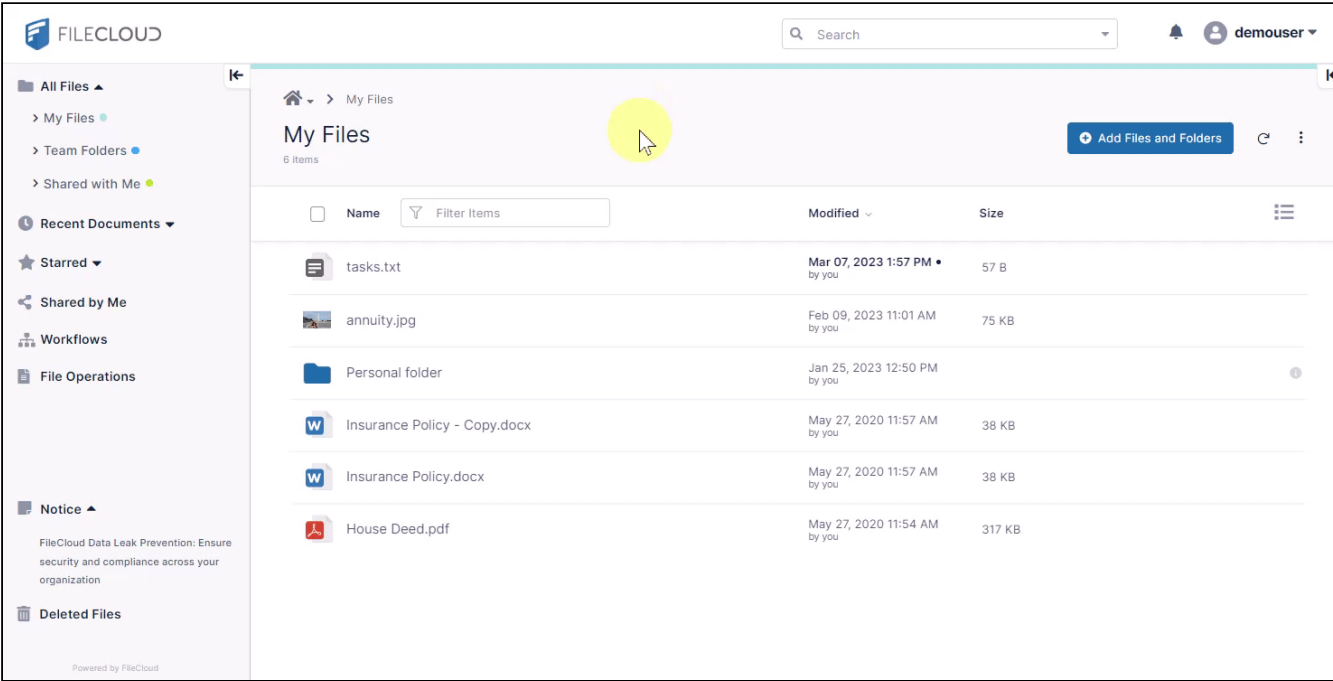 FILECLOUD
Search
demouser
All Files
My Files
Team Folders
Shared with Me
Recent Documents
Starred
Shared by Me
Workflows
File Operations
Notice
FileCloud Data Leak Prevention: Ensure
security and compliance across your
organization
Deleted Files
Powered by FileCloud
My Files
My Files
6 items
Add Files and Folders
Name Filter Items Modified Size
tasks.txt Mar 07, 2023 1:57 PM • 57 B
by you
annuity.jpg Feb 09, 2023 11:01 AM 75 KB
by you
Personal folder Jan 25, 2023 12:50 PM
by you
W Insurance Policy - Copy.docx May 27, 2020 11:57 AM 38 KB
by you
W Insurance Policy.docx May 27, 2020 11:57 AM 38 KB
by you
House Deed.pdf May 27, 2020 11:54 AM 317 KB
by you